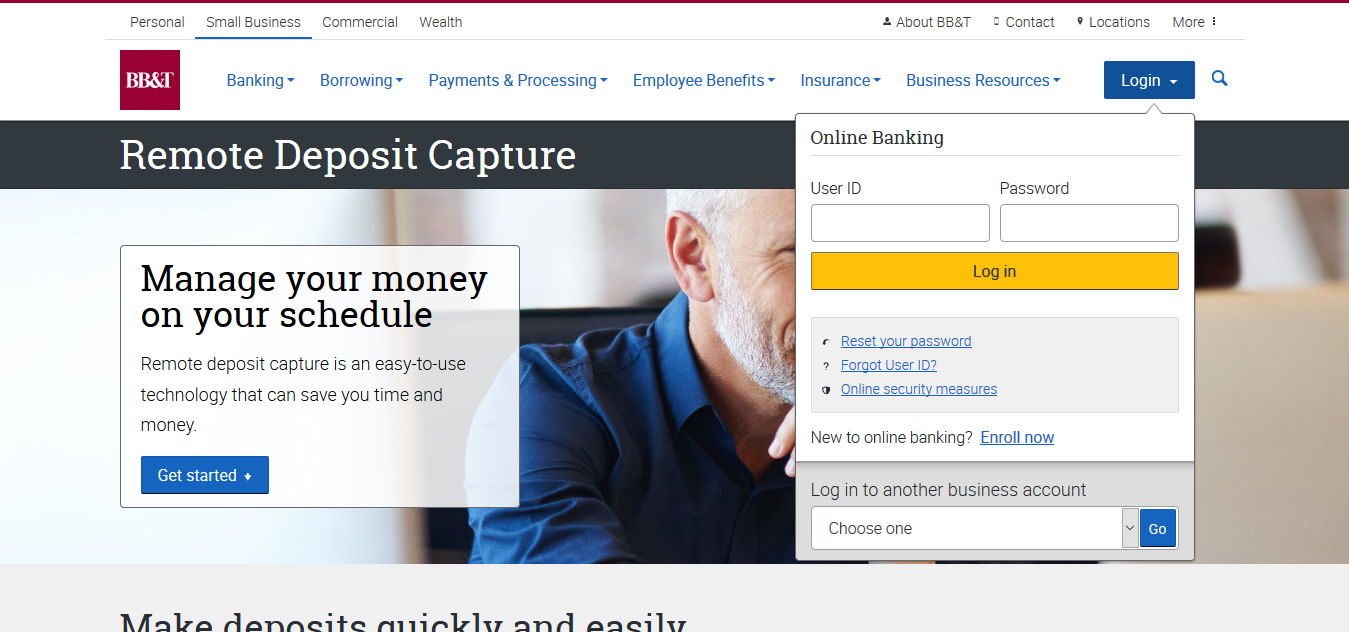 Personal Small Business Commercial Wealth About BB&T Contact Locations More
BB&T Banking Borrowing Payments & Processing Employee Benefits Insurance Business Resources Login
Remote Deposit Capture
Manage your money
on your schedule
Remote deposit capture is an easy-to-use
technology that can save you time and
money.
Get started
Online Banking
User ID Password
Log in
Reset your password
? Forgot User ID?
Online security measures
New to online banking? Enroll now
Log in to another business account
Choose one Go
Make deposits quickly and easily